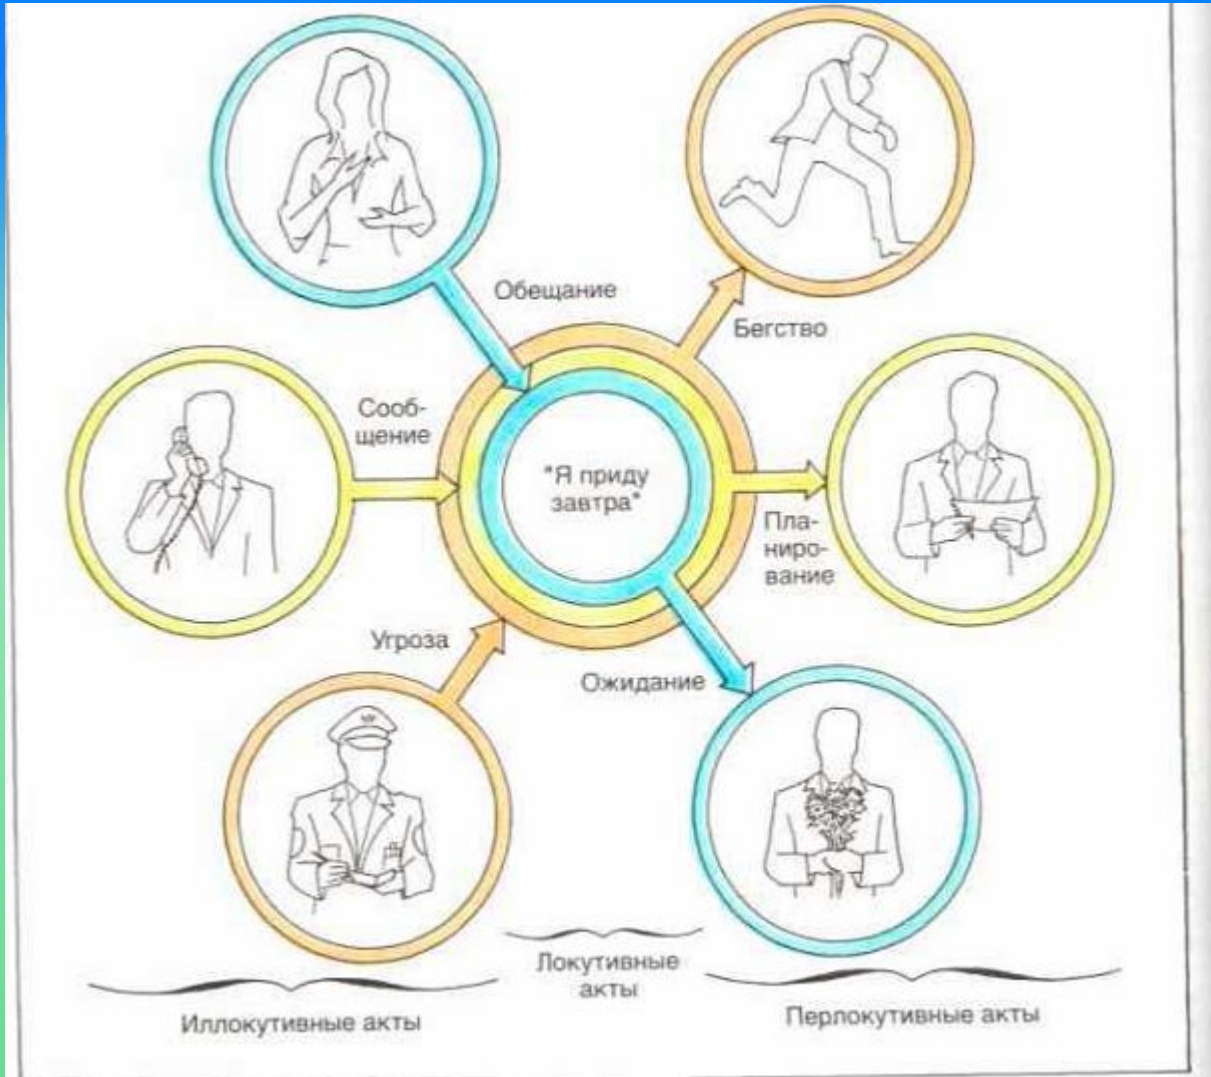 Обещание
Бегство
Сооб-
щение
"Я приду
завтра"
Пла-
ниро-
вание
Угроза
Ожидание
Локутивные
акты
Иллокутивные акты
Перлокутивные акты